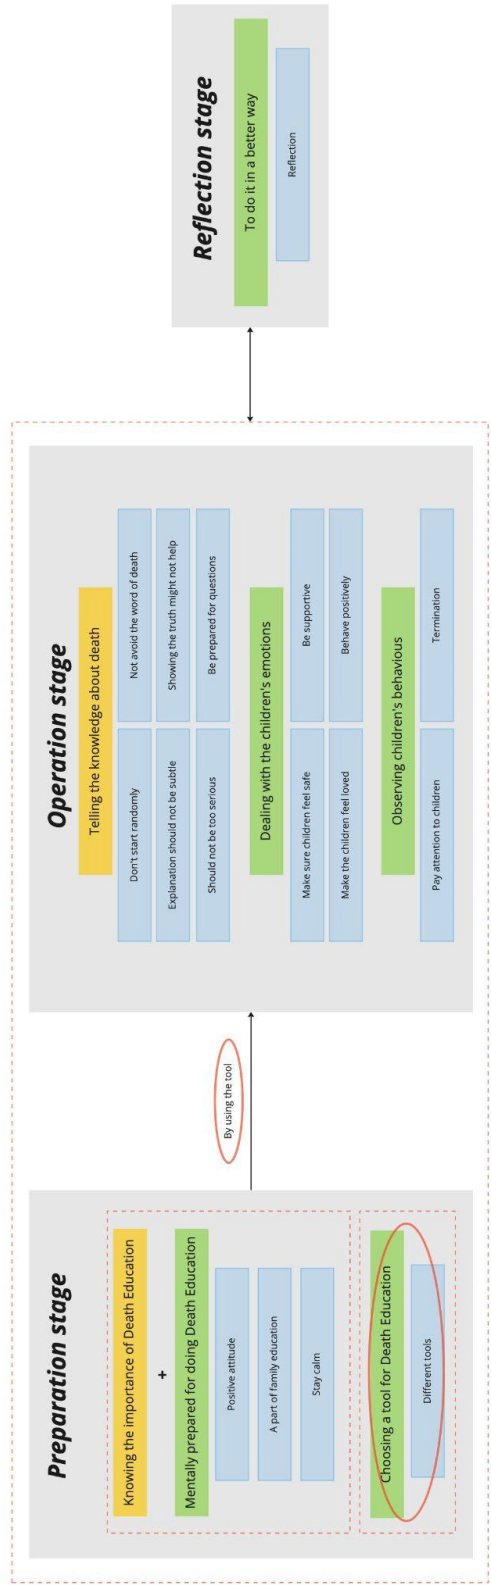 Preparation stage
Knowing the importance of Death Education
+
Mentally prepared for doing Death Education
Positive attitude
A part of family education
Stay calm
Choosing a tool for Death Education
Different tools
By using the tool
Operation stage
Telling the knowledge about death
Don't start randomly
Not avoid the word of death
Explanation should not be subtle
Showing the truth might not help
Should not be too serious
Be prepared for questions
Dealing with the children's emotions
Make sure children feel safe
Be supportive
Make the children feel loved
Behave positively
Observing children's behavious
Pay attention to children
Termination
Reflection stage
To do it in a better way
Reflection